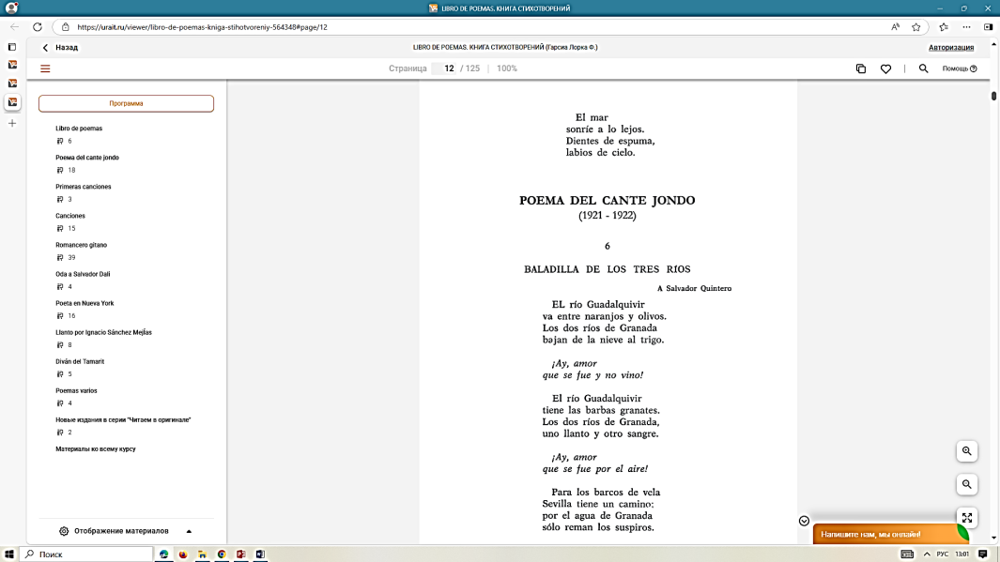 LIBRO DE POEMAS. КНИГА СТИХОТВОРЕНИЙ
https://urait.ru/viewer/libro-de-poemas-kniga-stihotvoreniy-564348#page/12
Назад
LIBRO DE POEMAS. КНИГА СТИХОТВОРЕНИЙ (Гарсиа Лорка Ф.)
Авторизация
Страница 12 / 125 | 100%
Помощь
Программа
Libro de poemas
6
Poema del cante jondo
18
Primeras canciones
3
Canciones
15
Romancero gitano
39
Oda a Salvador Dalí
4
Poeta en Nueva York
16
Llanto por Ignacio Sánchez Mejías
8
Diván del Tamarit
5
Poemas varios
4
Новые издания в серии "Читаем в оригинале"
2
Материалы ко всему курсу
Отображение материалов
El mar
sonríe a lo lejos.
Dientes de espuma,
labios de cielo.
POEMA DEL CANTE JONDO
(1921 - 1922)
6
BALADILLA DE LOS TRES RÍOS
A Salvador Quintero
EL río Guadalquivir
va entre naranjos y olivos.
Los dos ríos de Granada
bajan de la nieve al trigo.
¡Ay, amor
que se fue y no vino!
El río Guadalquivir
tiene las barbas granates.
Los dos ríos de Granada,
uno llanto y otro sangre.
¡Ay, amor
que se fue por el aire!
Para los barcos de vela
Sevilla tiene un camino;
por el agua de Granada
sólo reman los suspiros.
Напишите нам, мы онлайн!
Поиск
РУС
13:01